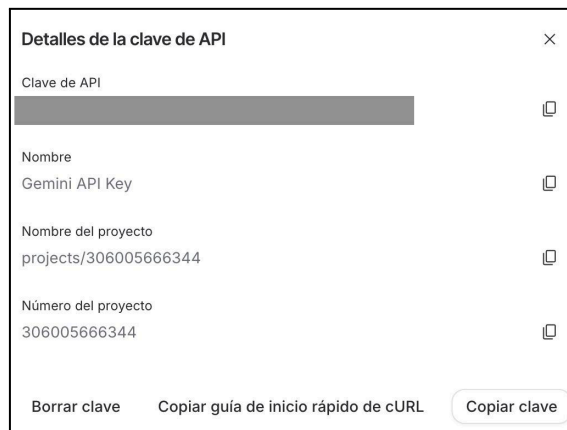 Detalles de la clave de API
Clave de API
Nombre
Gemini API Key
Nombre del proyecto
projects/306005666344
Número del proyecto
306005666344
Borrar clave Copiar guía de inicio rápido de cURL Copiar clave